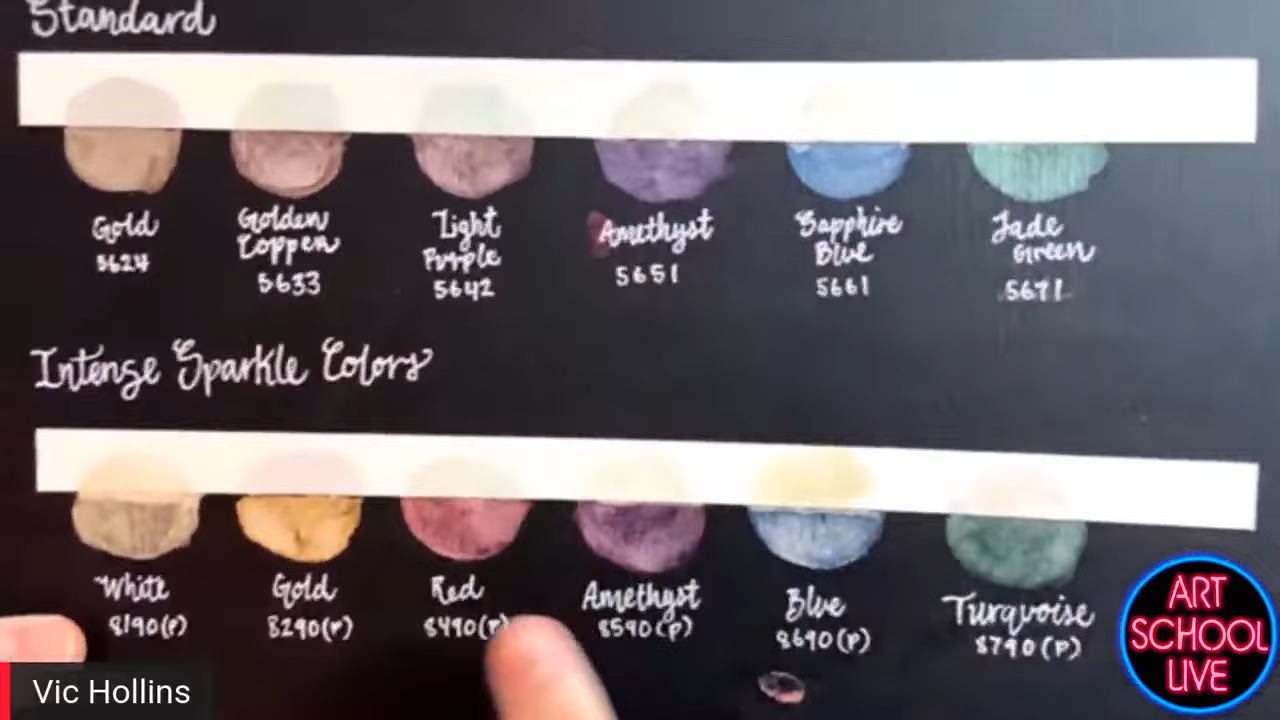 Standard
Gold
5624
Golden
Copper
5633
Light
Purple
5642
Amethyst
5651
Sapphire
Blue
5661
Jade
Green
5671
Intense Sparkle Colors
White
8190(P)
Gold
8290(P)
Red
8490(P)
Amethyst
8590(P)
Blue
8690(P)
Turquoise
8790(P)
Vic Hollins
ART
SCHOOL
LIVE